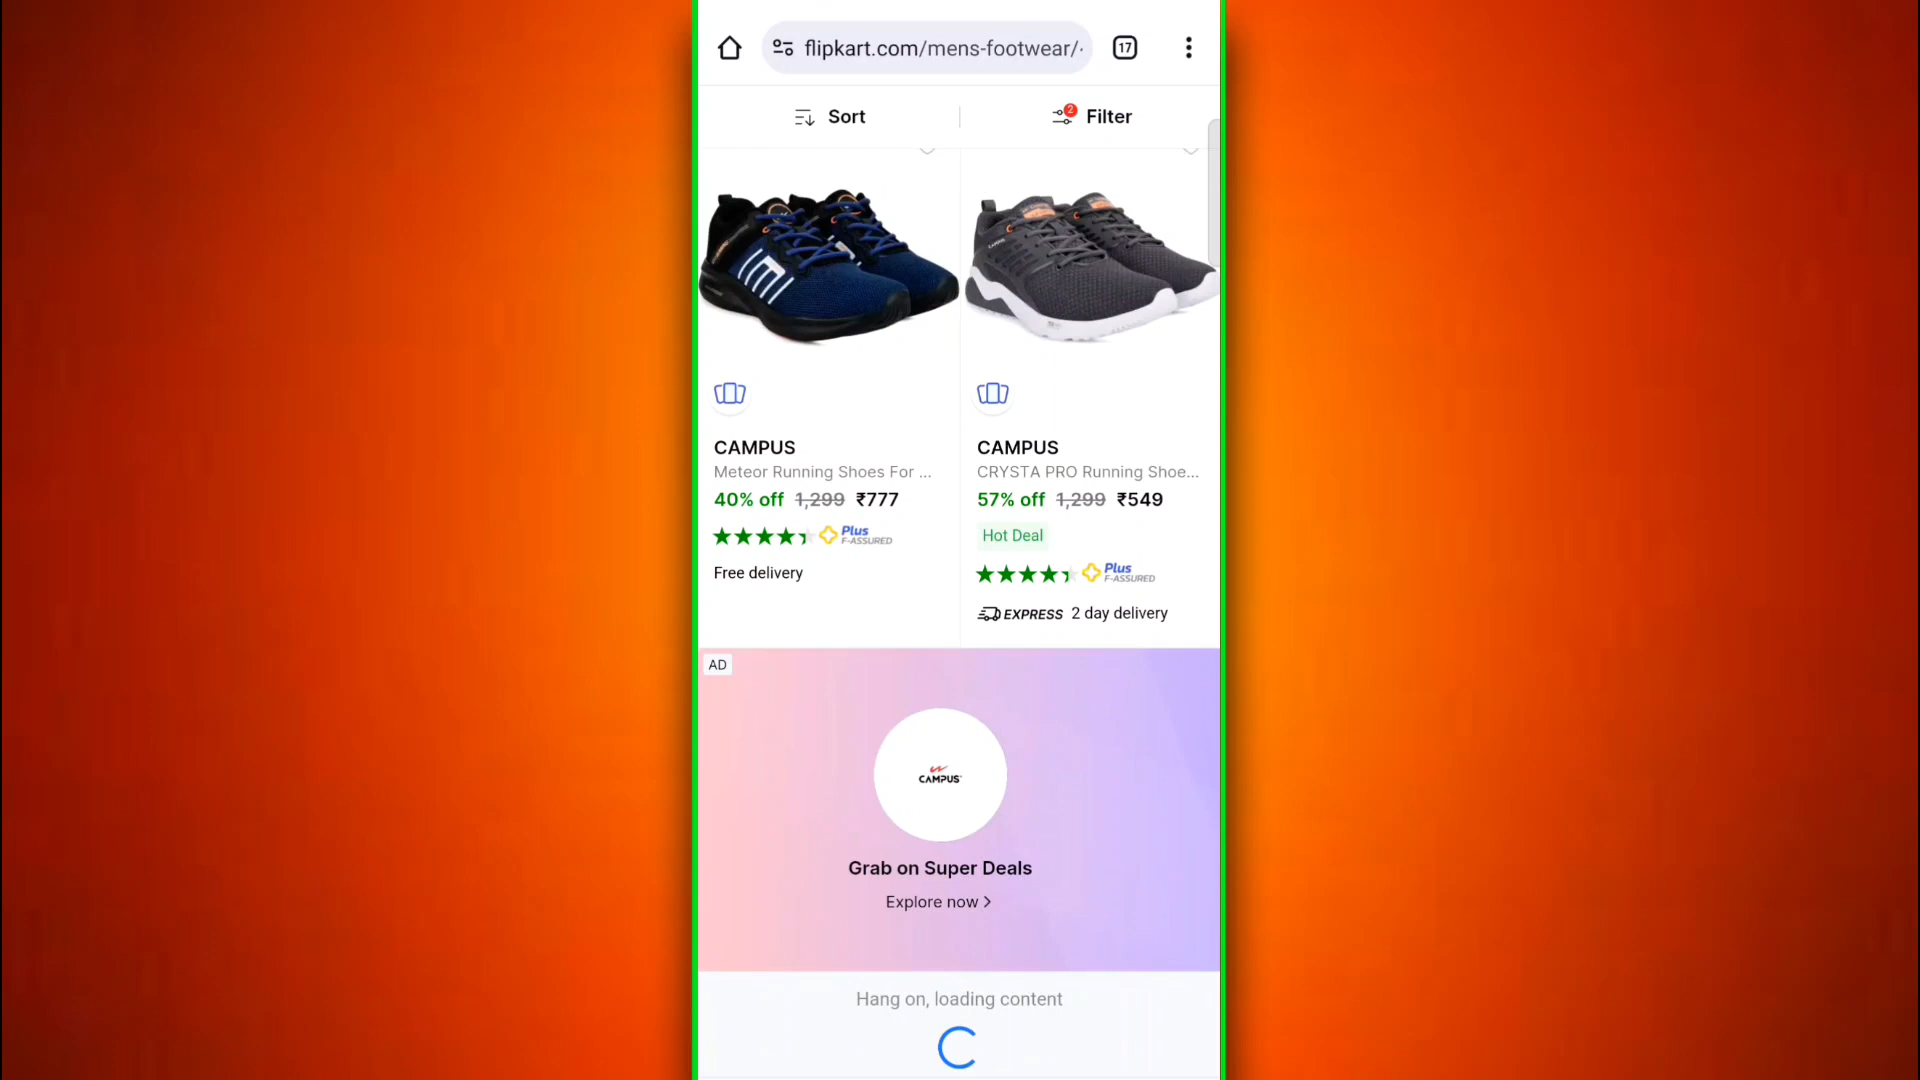 flipkart.com/mens-footwear/
17
Sort
2
Filter
CAMPUS
Meteor Running Shoes For ...
40% off 1,299 ₹777
Plus
F-ASSURED
Free delivery
CAMPUS
CRYSTA PRO Running Shoe...
57% off 1,299 ₹549
Hot Deal
Plus
F-ASSURED
EXPRESS 2 day delivery
AD
CAMPUS
Grab on Super Deals
Explore now >
Hang on, loading content